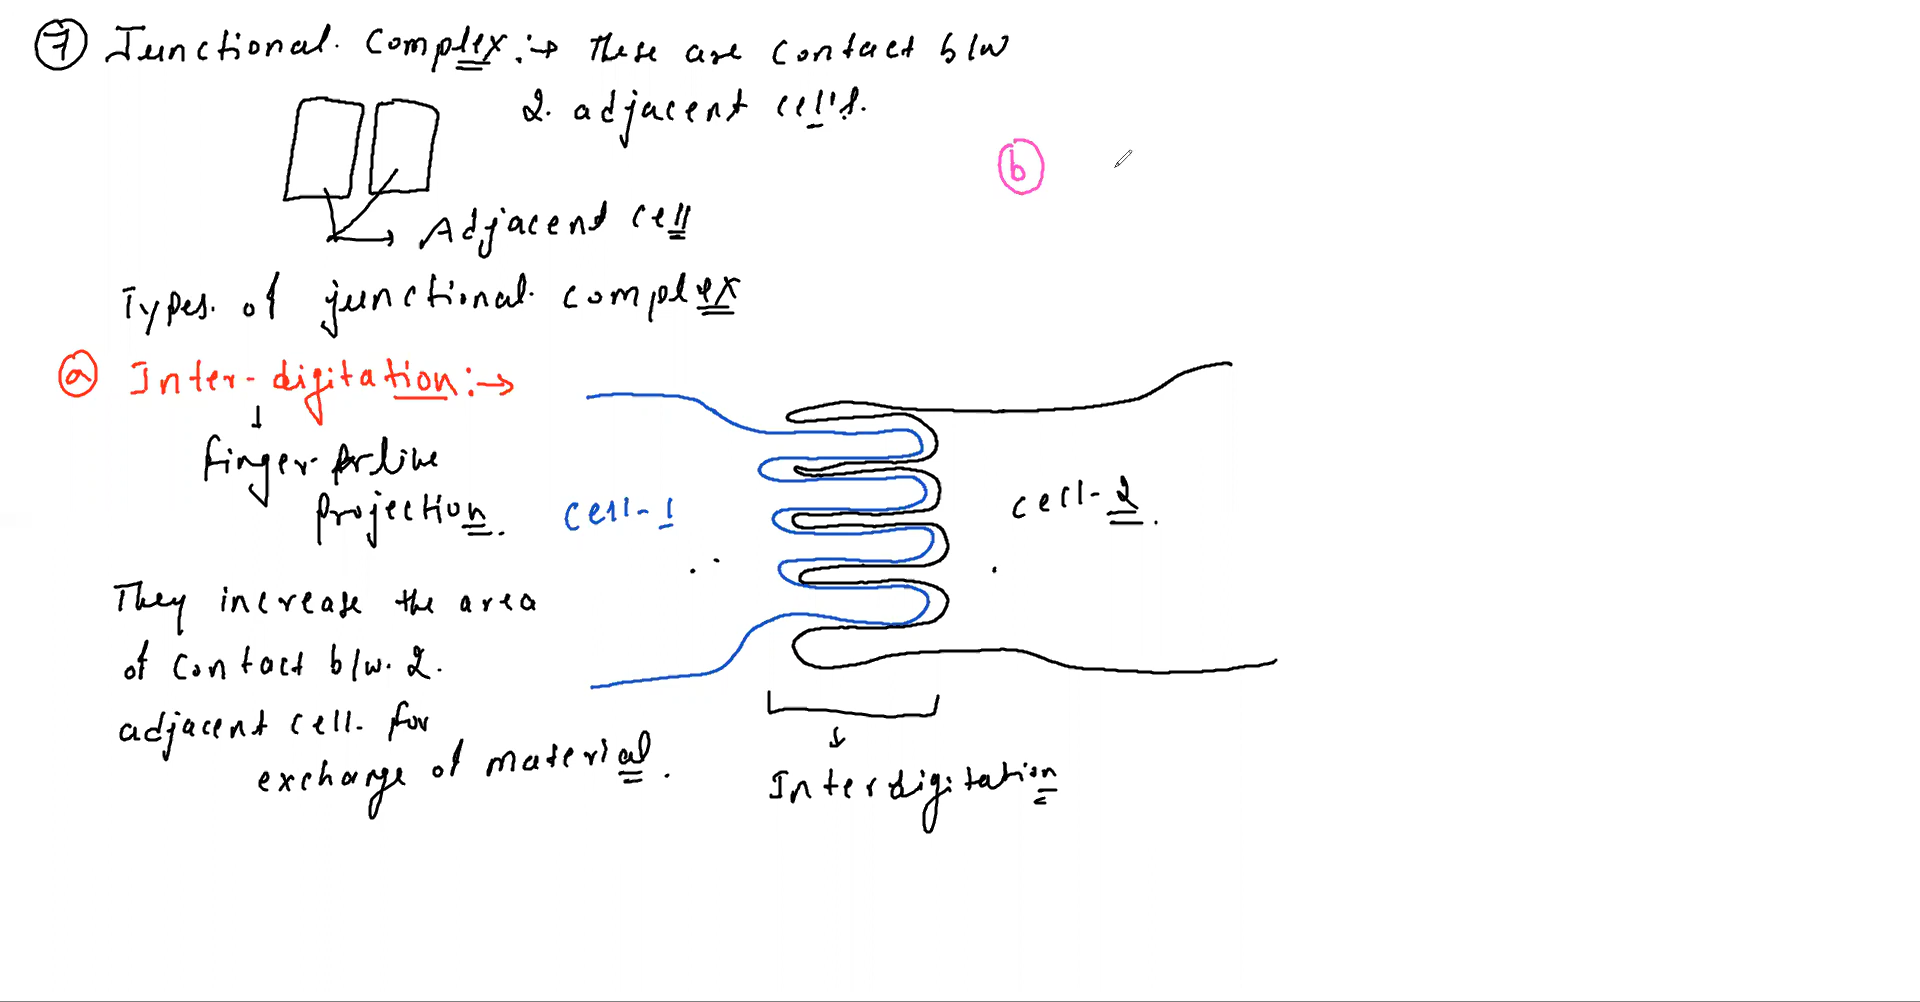 7 Junctional. Complex :→ These are contact b/w
2. adjacent cells.
Adjacent cell
Types. of junctional. complex
a Inter-digitation :→
finger like
projection.
cell-1
cell-2.
They increase the area
of contact b/w. 2.
adjacent cell. for
exchange of material.
Interdigitation
b